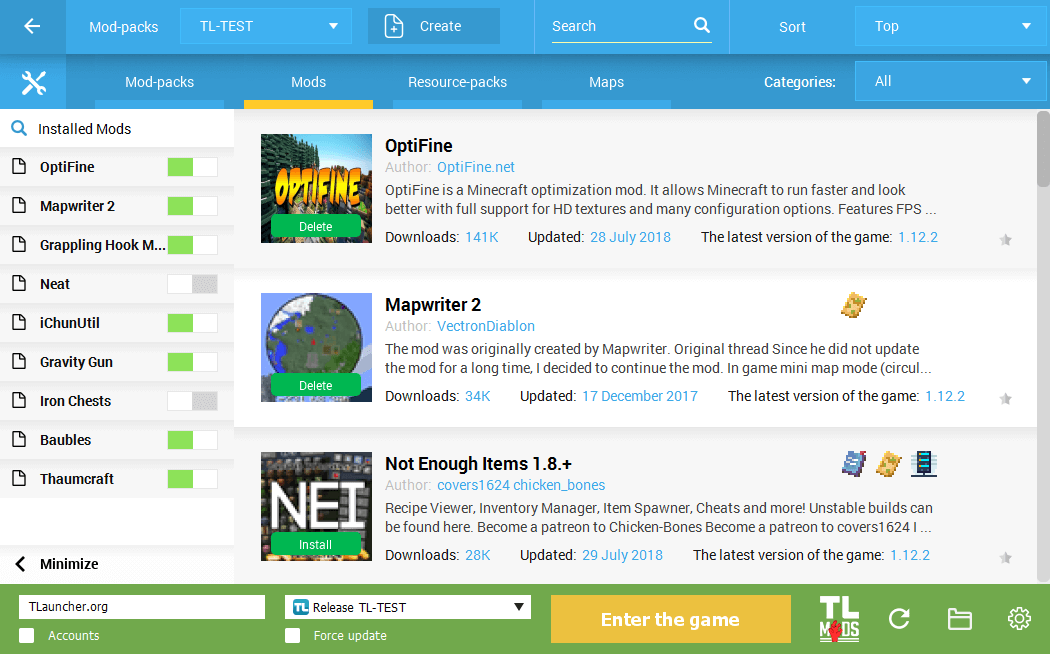 Mod-packs TL-TEST Create Search Sort Top
Mod-packs Mods Resource-packs Maps Categories: All
Installed Mods
OptiFine
Mapwriter 2
Grappling Hook M...
Neat
iChunUtil
Gravity Gun
Iron Chests
Baubles
Thaumcraft
Minimize
OPTIFINE
Delete
OptiFine
Author: OptiFine.net
OptiFine is a Minecraft optimization mod. It allows Minecraft to run faster and look
better with full support for HD textures and many configuration options. Features FPS ...
Downloads: 141K Updated: 28 July 2018 The latest version of the game: 1.12.2
Delete
Mapwriter 2
Author: VectronDiablon
The mod was originally created by Mapwriter. Original thread Since he did not update
the mod for a long time, I decided to continue the mod. In game mini map mode (circul...
Downloads: 34K Updated: 17 December 2017 The latest version of the game: 1.12.2
NEI
Install
Not Enough Items 1.8.+
Author: covers1624 chicken_bones
Recipe Viewer, Inventory Manager, Item Spawner, Cheats and more! Unstable builds can
be found here. Become a patreon to Chicken-Bones Become a patreon to covers1624 I ...
Downloads: 28K Updated: 29 July 2018 The latest version of the game: 1.12.2
TLauncher.org
Accounts
TL Release TL-TEST
Force update
Enter the game
TL
MODS